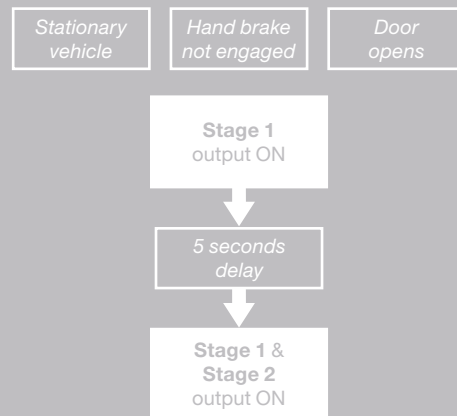 Stationary
vehicle
Hand brake
not engaged
Door
opens
Stage 1
output ON
5 seconds
delay
Stage 1 &
Stage 2
output ON